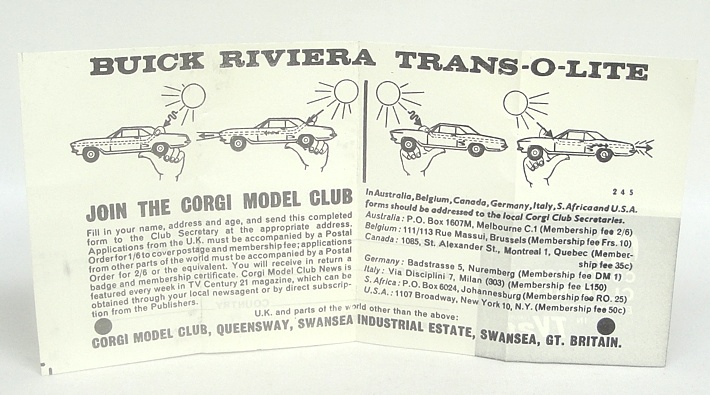 BUICK RIVIERA TRANS-O-LITE
2 4 5
JOIN THE CORGI MODEL CLUB
Fill in your name, address and age, and send this completed
form to the Club Secretary at the appropriate address.
Applications from the U.K. must be accompanied by a Postal
Order for 1/6 to cover postage and membership fee; applications
from other parts of the world must be accompanied by a Postal
Order for 2/6 or the equivalent. You will receive in return a
badge and membership certificate. Corgi Model Club News is
featured every week in TV Century 21 magazine, which can be
obtained through your local newsagent or by direct subscrip-
tion from the Publishers.
In Australia, Belgium, Canada, Germany, Italy, S. Africa and U.S.A.
forms should be addressed to the local Corgi Club Secretaries.
Australia : P.O. Box 1607M, Melbourne C.1 (Membership fee 2/6)
Belgium : 111/113 Rue Massui, Brussels (Membership fee Frs. 10)
Canada : 1085, St. Alexander St., Montreal 1, Quebec (Member-
ship fee 35c)
Germany : Badstrasse 5, Nuremberg (Membership fee DM 1)
Italy : Via Disciplini 7, Milan (303) (Membership fee L150)
S. Africa : P.O. Box 6024, Johannesburg (Membership fee RO. 25)
U.S.A. : 1107 Broadway, New York 10, N.Y. (Membership fee 50c)
U.K. and parts of the world other than the above:
CORGI MODEL CLUB, QUEENSWAY, SWANSEA INDUSTRIAL ESTATE, SWANSEA, GT. BRITAIN.